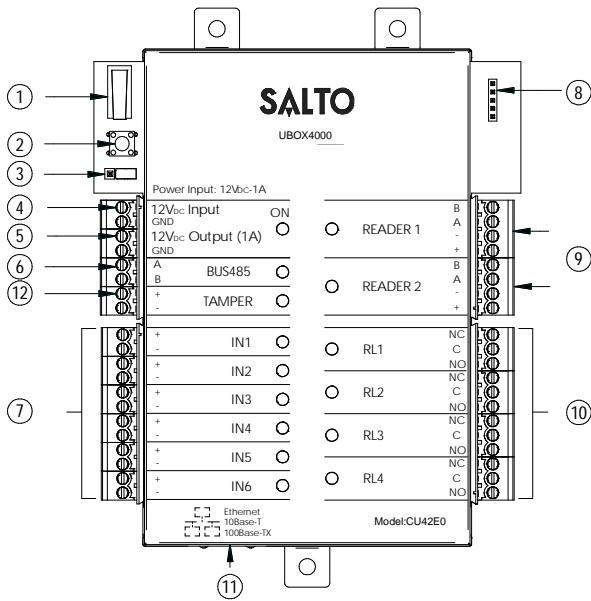 SALTO
UBOX4000
Power Input: 12VDC-1A
1
2
3
4
5
6
12
7
8
9
10
11
12VDC Input
GND
ON
12VDC Output (1A)
GND
A
B
BUS485
+
-
TAMPER
+
-
IN1
+
-
IN2
+
-
IN3
+
-
IN4
+
-
IN5
+
-
IN6
READER 1
B
A
-
+
READER 2
B
A
-
+
RL1
NC
C
NO
RL2
NC
C
NO
RL3
NC
C
NO
RL4
NC
C
NO
Ethernet
10Base-T
100Base-TX
Model:CU42E0